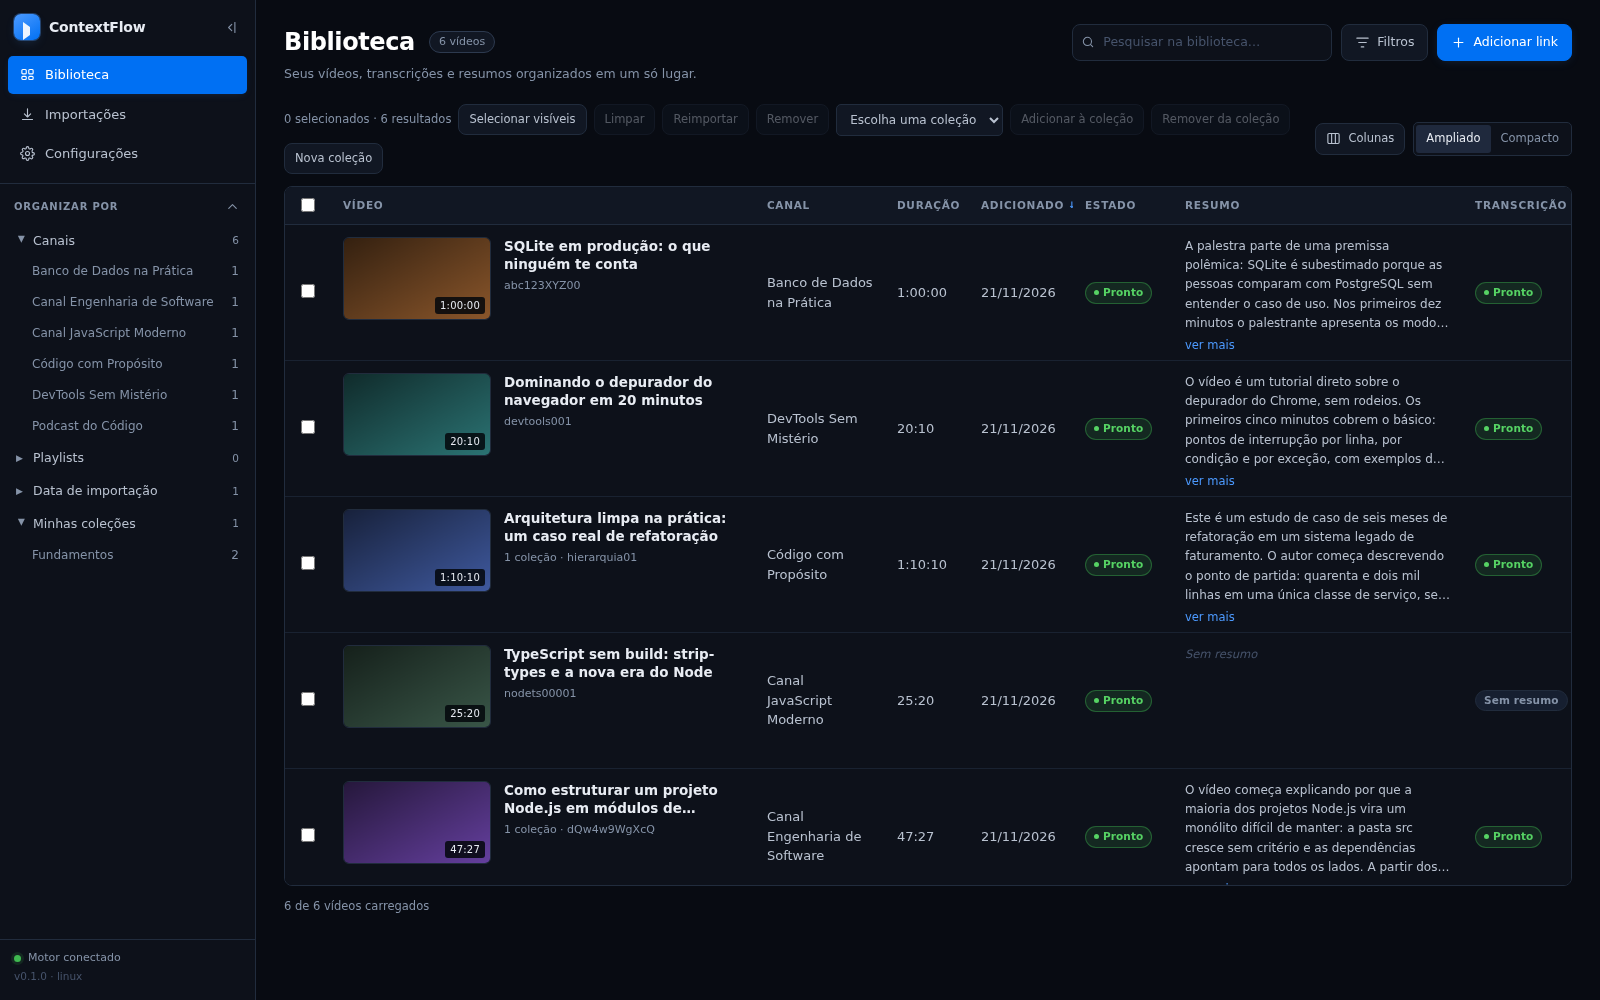 ContextFlow
Biblioteca
Importações
Configurações
ORGANIZAR POR
Canais 6
Banco de Dados na Prática 1
Canal Engenharia de Software 1
Canal JavaScript Moderno 1
Código com Propósito 1
DevTools Sem Mistério 1
Podcast do Código 1
Playlists 0
Data de importação 1
Minhas coleções 1
Fundamentos 2
Motor conectado
v0.1.0 · linux
Biblioteca 6 vídeos
Seus vídeos, transcrições e resumos organizados em um só lugar.
Pesquisar na biblioteca...
Filtros
Adicionar link
0 selecionados · 6 resultados
Selecionar visíveis
Limpar
Reimportar
Remover
Escolha uma coleção
Adicionar à coleção
Remover da coleção
Nova coleção
Colunas
Ampliado
Compacto
VÍDEO CANAL DURAÇÃO ADICIONADO ↓ ESTADO RESUMO TRANSCRIÇÃO
1:00:00
SQLite em produção: o que
ninguém te conta
abc123XYZ00
Banco de Dados
na Prática
1:00:00
21/11/2026
Pronto
A palestra parte de uma premissa
polêmica: SQLite é subestimado porque as
pessoas comparam com PostgreSQL sem
entender o caso de uso. Nos primeiros dez
minutos o palestrante apresenta os modo…
ver mais
Pronto
20:10
Dominando o depurador do
navegador em 20 minutos
devtools001
DevTools Sem
Mistério
20:10
21/11/2026
Pronto
O vídeo é um tutorial direto sobre o
depurador do Chrome, sem rodeios. Os
primeiros cinco minutos cobrem o básico:
pontos de interrupção por linha, por
condição e por exceção, com exemplos d…
ver mais
Pronto
1:10:10
Arquitetura limpa na prática:
um caso real de refatoração
1 coleção · hierarquia01
Código com
Propósito
1:10:10
21/11/2026
Pronto
Este é um estudo de caso de seis meses de
refatoração em um sistema legado de
faturamento. O autor começa descrevendo
o ponto de partida: quarenta e dois mil
linhas em uma única classe de serviço, se…
ver mais
Pronto
25:20
TypeScript sem build: strip-
types e a nova era do Node
nodets00001
Canal
JavaScript
Moderno
25:20
21/11/2026
Pronto
Sem resumo
Sem resumo
47:27
Como estruturar um projeto
Node.js em módulos de…
1 coleção · dQw4w9WgXcQ
Canal
Engenharia de
Software
47:27
21/11/2026
Pronto
O vídeo começa explicando por que a
maioria dos projetos Node.js vira um
monólito difícil de manter: a pasta src
cresce sem critério e as dependências
apontam para todos os lados. A partir dos…
Pronto
6 de 6 vídeos carregados